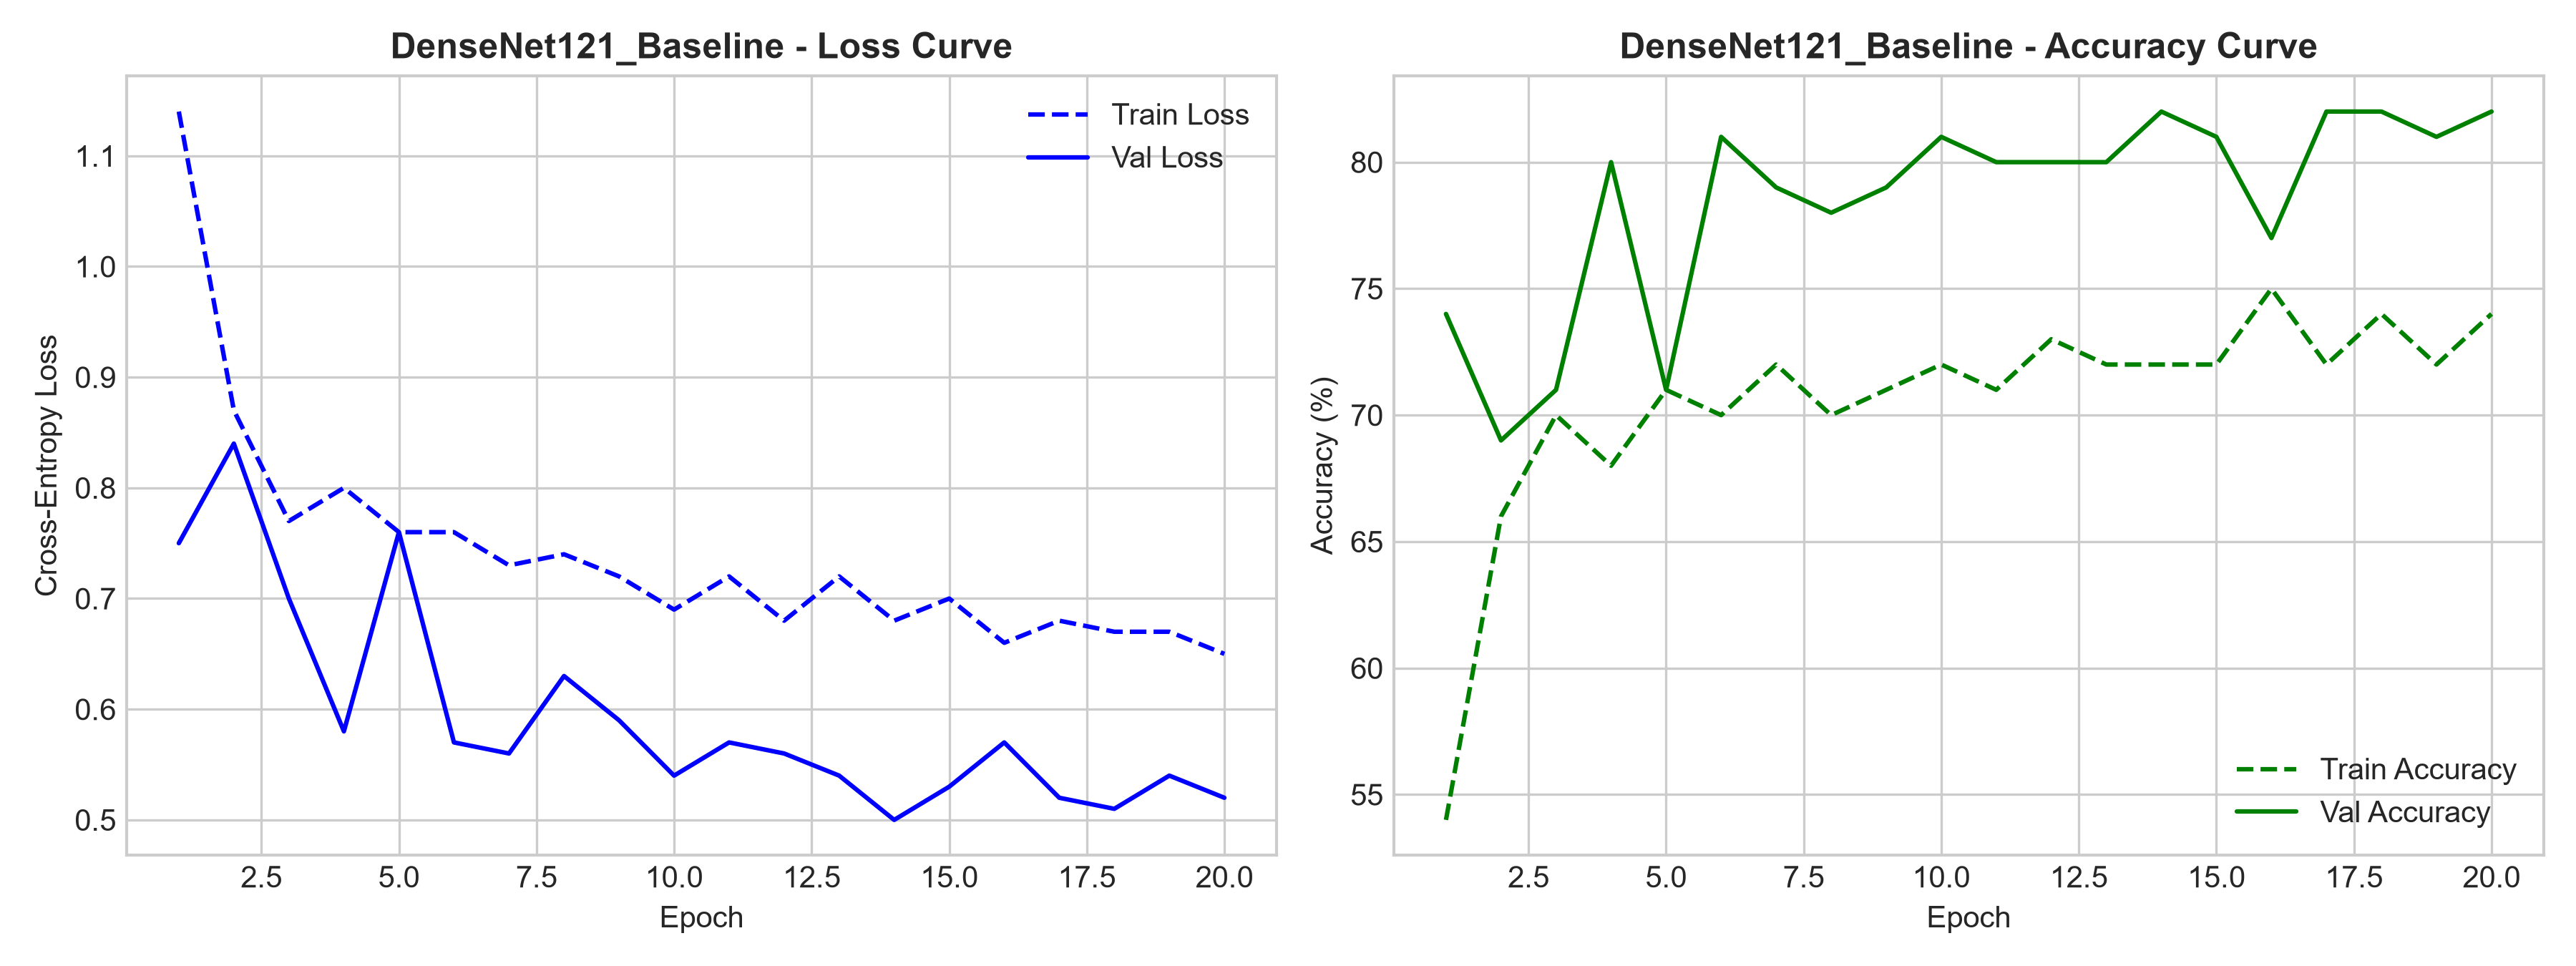 DenseNet121_Baseline - Loss Curve
Train Loss
Val Loss
1.1
1.0
0.9
0.8
0.7
0.6
0.5
Cross-Entropy Loss
2.5 5.0 7.5 10.0 12.5 15.0 17.5 20.0
Epoch
DenseNet121_Baseline - Accuracy Curve
80
75
70
65
60
55
Accuracy (%)
Train Accuracy
Val Accuracy
2.5 5.0 7.5 10.0 12.5 15.0 17.5 20.0
Epoch